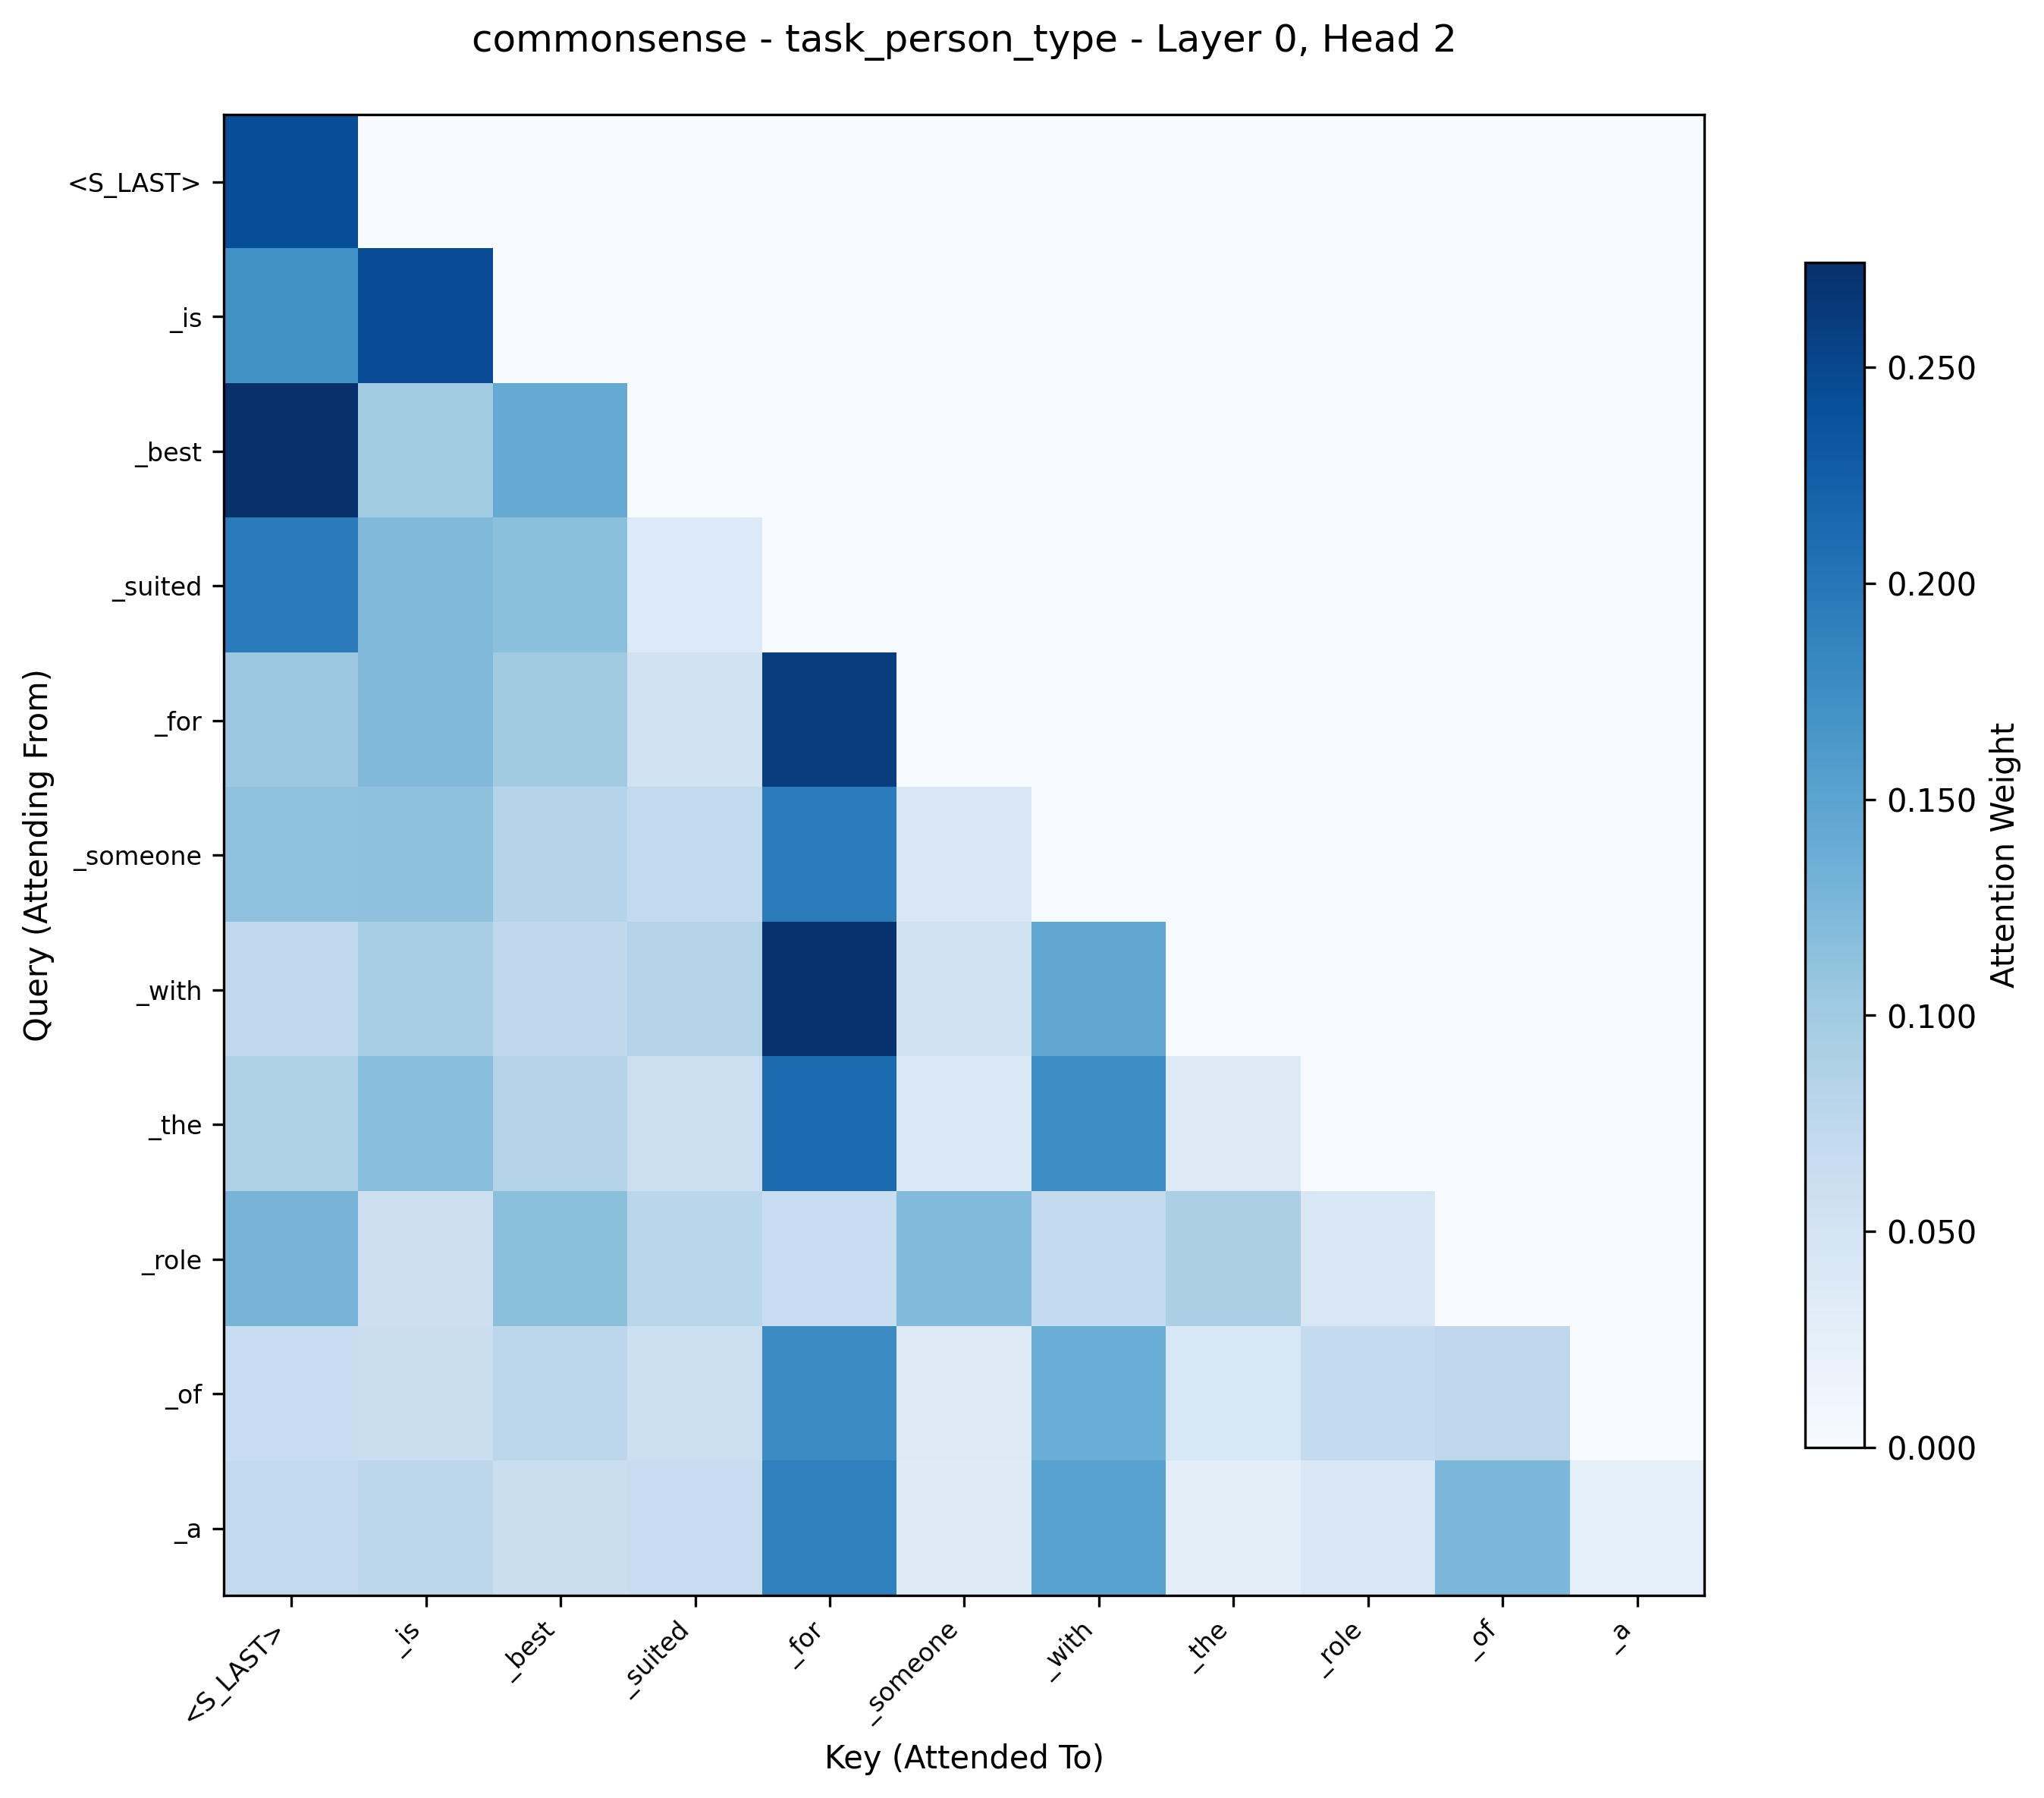 commonsense - task_person_type - Layer 0, Head 2
Query (Attending From)
<S_LAST>
_is
_best
_suited
_for
_someone
_with
_the
_role
_of
_a
<S_LAST>
_is
_best
_suited
_for
_someone
_with
_the
_role
_of
_a
Key (Attended To)
0.250
0.200
0.150
0.100
0.050
0.000
Attention Weight